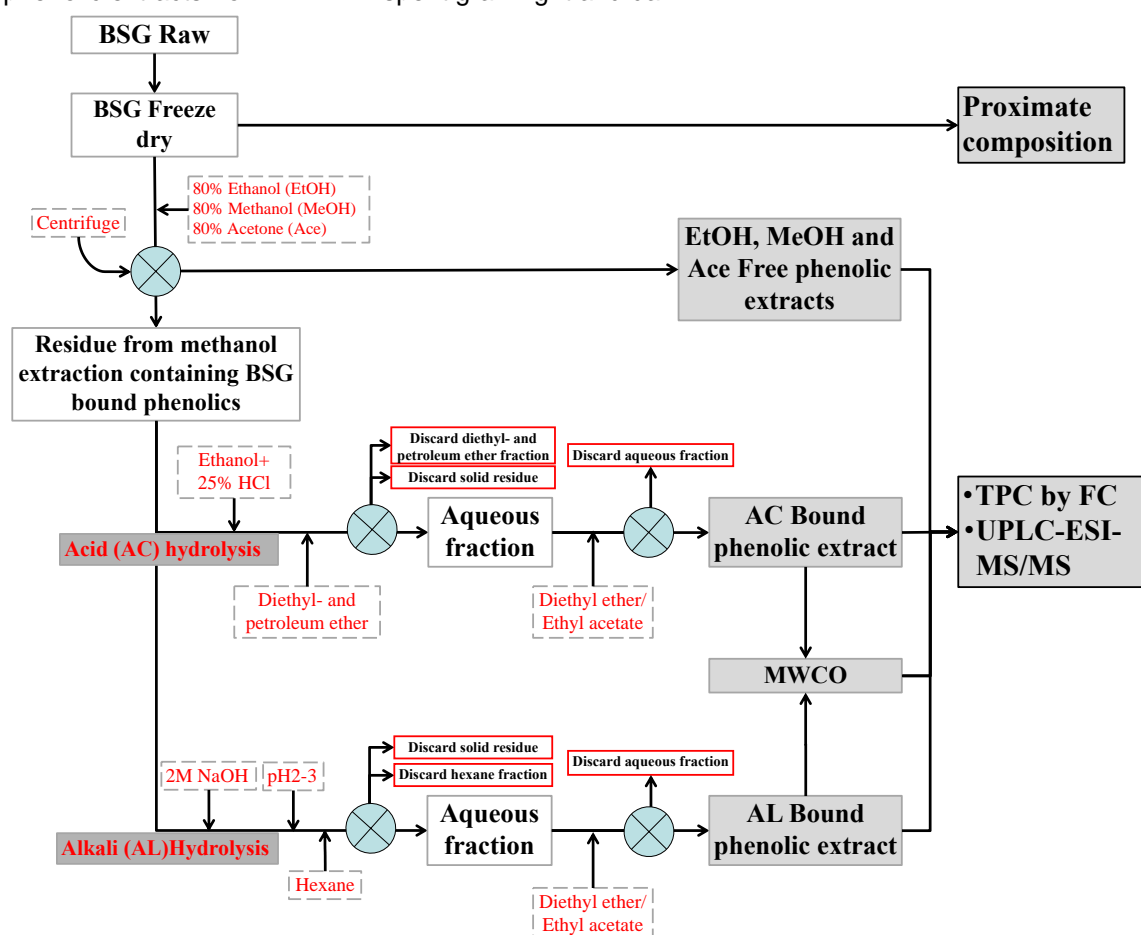 BSG Raw
BSG Freeze
dry
Proximate
composition
80% Ethanol (EtOH)
80% Methanol (MeOH)
80% Acetone (Ace)
Centrifuge
EtOH, MeOH and
Ace Free phenolic
extracts
Residue from methanol
extraction containing BSG
bound phenolics
Ethanol+
25% HCl
Discard diethyl- and
petroleum ether fraction
Discard solid residue
Discard aqueous fraction
Acid (AC) hydrolysis
Aqueous
fraction
AC Bound
phenolic extract
•TPC by FC
•UPLC-ESI-
MS/MS
Diethyl- and
petroleum ether
Diethyl ether/
Ethyl acetate
MWCO
2M NaOH
pH2-3
Discard solid residue
Discard hexane fraction
Discard aqueous fraction
Alkali (AL)Hydrolysis
Aqueous
fraction
AL Bound
phenolic extract
Hexane
Diethyl ether/
Ethyl acetate